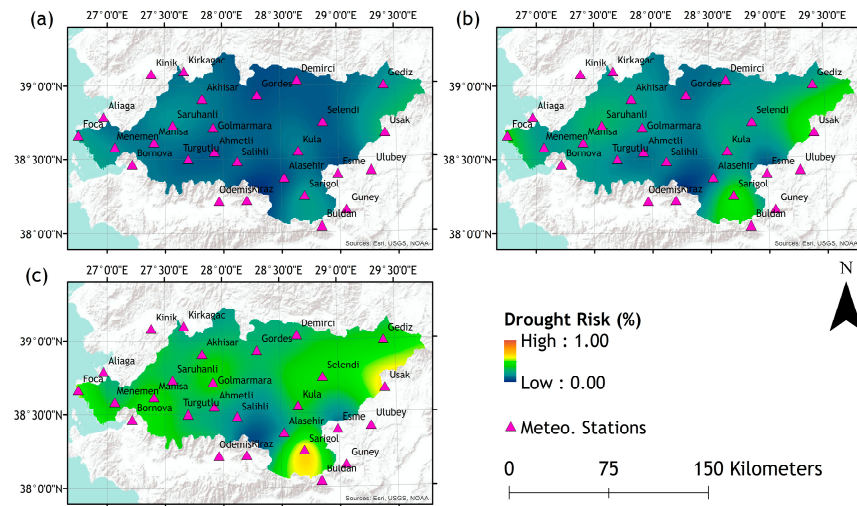 (a)
27°0'0"E 27°30'0"E 28°0'0"E 28°30'0"E 29°0'0"E 29°30'0"E
39°0'0"N
38°30'0"N
38°0'0"N
Kinik
Kirkagac
Demirci
Gediz
Akhisar
Gordes
Aliaga
Saruhanli
Selendi
Foca
Golmarmara
Usak
Menemen
Manisa
Ahmetli
Kula
Bornova
Turgutlu
Salihli
Esme
Ulubey
Alasehir
Odemis
Kiraz
Sarigol
Guney
Buldan
Sources: Esri, USGS, NOAA
(b)
27°0'0"E 27°30'0"E 28°0'0"E 28°30'0"E 29°0'0"E 29°30'0"E
39°0'0"N
38°30'0"N
38°0'0"N
Kinik
Kirkagac
Demirci
Gediz
Akhisar
Gordes
Aliaga
Saruhanli
Selendi
Foca
Golmarmara
Usak
Menemen
Manisa
Ahmetli
Kula
Bornova
Turgutlu
Salihli
Esme
Ulubey
Alasehir
Odemis
Kiraz
Sarigol
Guney
Buldan
Sources: Esri, USGS, NOAA
(c)
27°0'0"E 27°30'0"E 28°0'0"E 28°30'0"E 29°0'0"E 29°30'0"E
39°0'0"N
38°30'0"N
38°0'0"N
Kinik
Kirkagac
Demirci
Gediz
Akhisar
Gordes
Aliaga
Saruhanli
Selendi
Foca
Golmarmara
Usak
Menemen
Manisa
Ahmetli
Kula
Bornova
Turgutlu
Salihli
Esme
Ulubey
Alasehir
Odemis
Kiraz
Sarigol
Guney
Buldan
Sources: Esri, USGS, NOAA
N
Drought Risk (%)
High : 1.00
Low : 0.00
Meteo. Stations
0 75 150 Kilometers